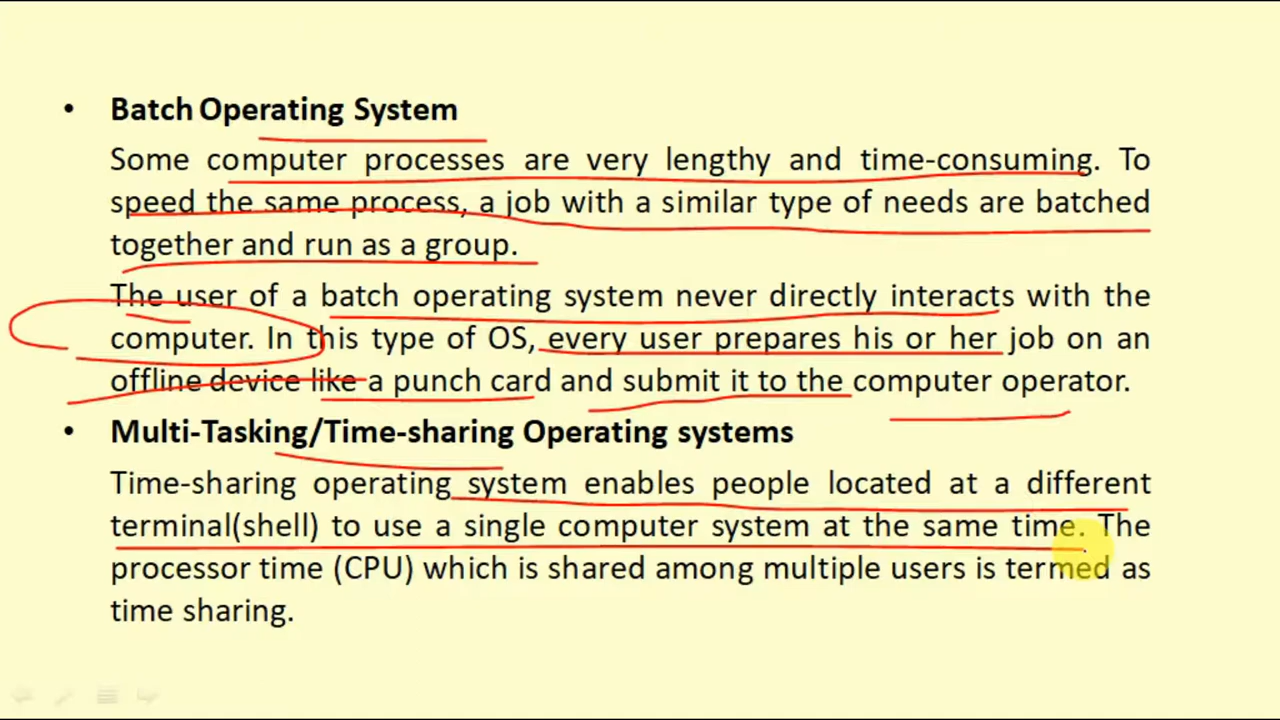 • Batch Operating System
Some computer processes are very lengthy and time-consuming. To
speed the same process, a job with a similar type of needs are batched
together and run as a group.
The user of a batch operating system never directly interacts with the
computer. In this type of OS, every user prepares his or her job on an
offline device like a punch card and submit it to the computer operator.
• Multi-Tasking/Time-sharing Operating systems
Time-sharing operating system enables people located at a different
terminal(shell) to use a single computer system at the same time. The
processor time (CPU) which is shared among multiple users is termed as
time sharing.